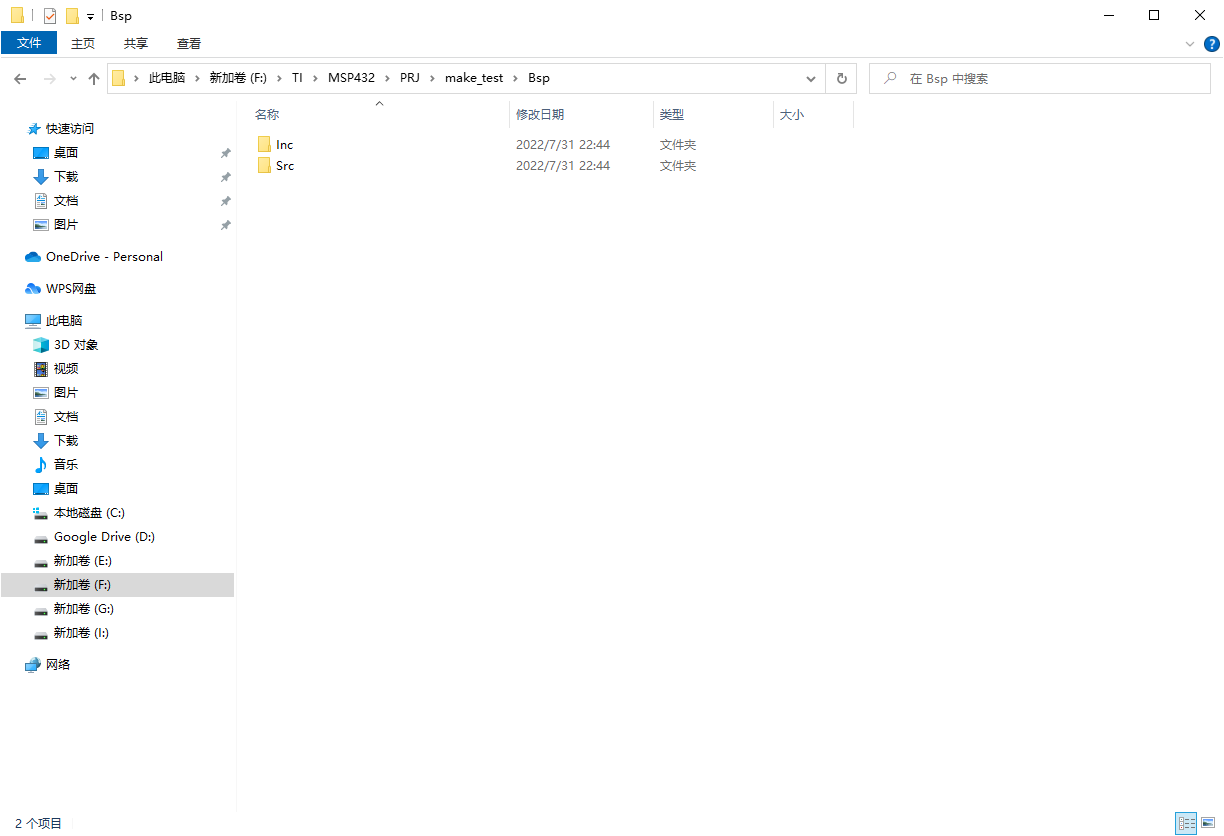 Bsp
文件 主页 共享 查看
此电脑 新加卷 (F:) TI MSP432 PRJ make_test Bsp 在 Bsp 中搜索
名称 修改日期 类型 大小
Inc 2022/7/31 22:44 文件夹
Src 2022/7/31 22:44 文件夹
快速访问
桌面
下载
文档
图片
OneDrive - Personal
WPS网盘
此电脑
3D 对象
视频
图片
文档
下载
音乐
桌面
本地磁盘 (C:)
Google Drive (D:)
新加卷 (E:)
新加卷 (F:)
新加卷 (G:)
新加卷 (I:)
网络
2 个项目